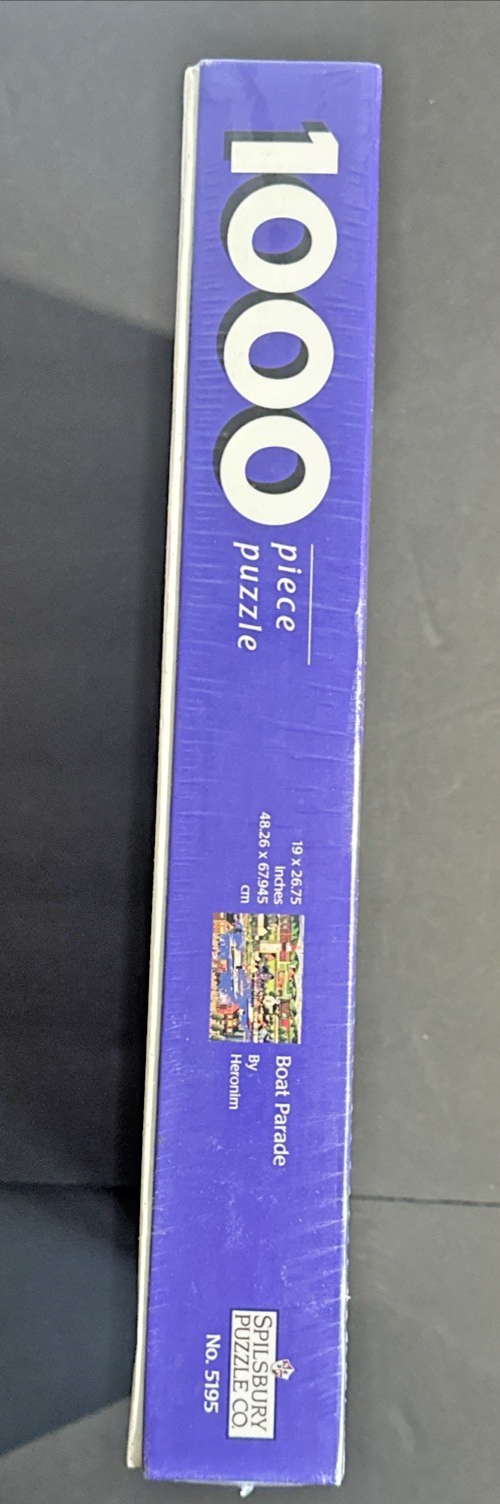 1000
piece
puzzle
19 x 26.75
inches
48.26 x 67.945
cm
Boat Parade
By
Heronim
SPILSBURY
PUZZLE CO.
No. 5195